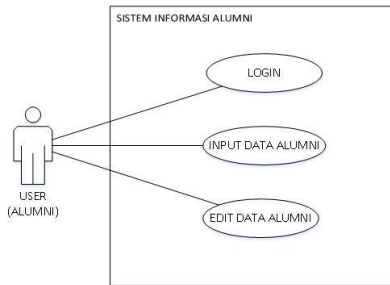 SISTEM INFORMASI ALUMNI
LOGIN
INPUT DATA ALUMNI
EDIT DATA ALUMNI
USER
(ALUMNI)